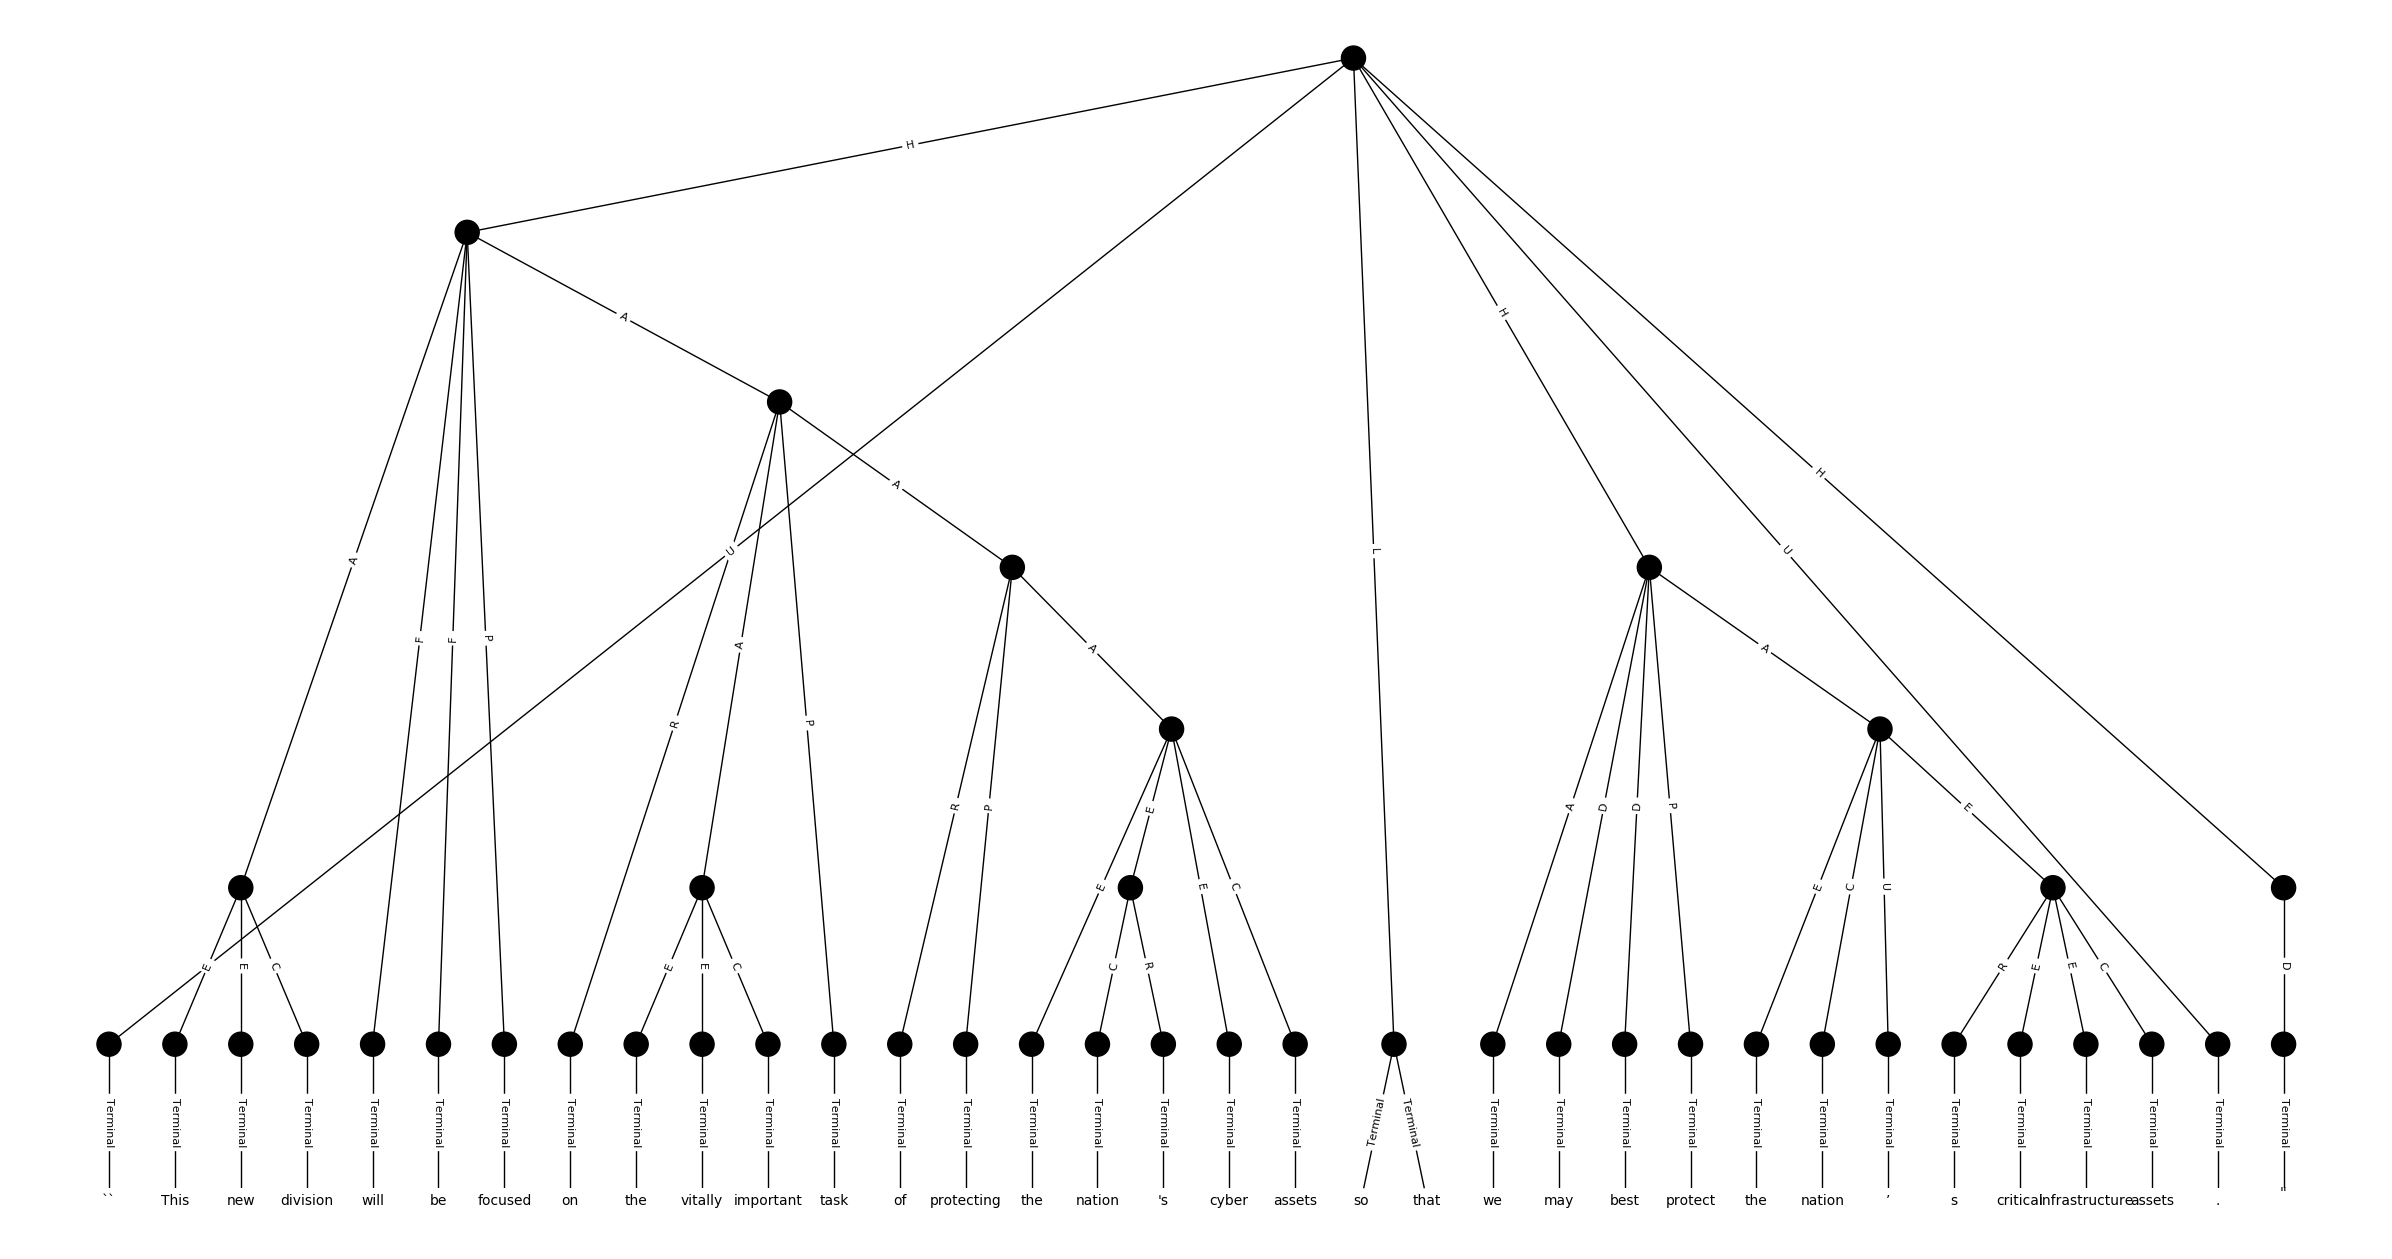 H
H
A
H
H
A
L
U
U
A
F
F
P
A
A
A
R
P
R
P
A
D
D
P
E
E
E
E
C
E
C
U
E
E
C
E
E
C
C
R
R
E
E
C
D
Terminal Terminal Terminal Terminal Terminal Terminal Terminal Terminal Terminal Terminal Terminal Terminal Terminal Terminal Terminal Terminal Terminal Terminal Terminal Terminal Terminal Terminal Terminal Terminal Terminal Terminal Terminal Terminal Terminal Terminal Terminal Terminal Terminal Terminal
`` This new division will be focused on the vitally important task of protecting the nation 's cyber assets so that we may best protect the nation ’ s critical infrastructure assets . "